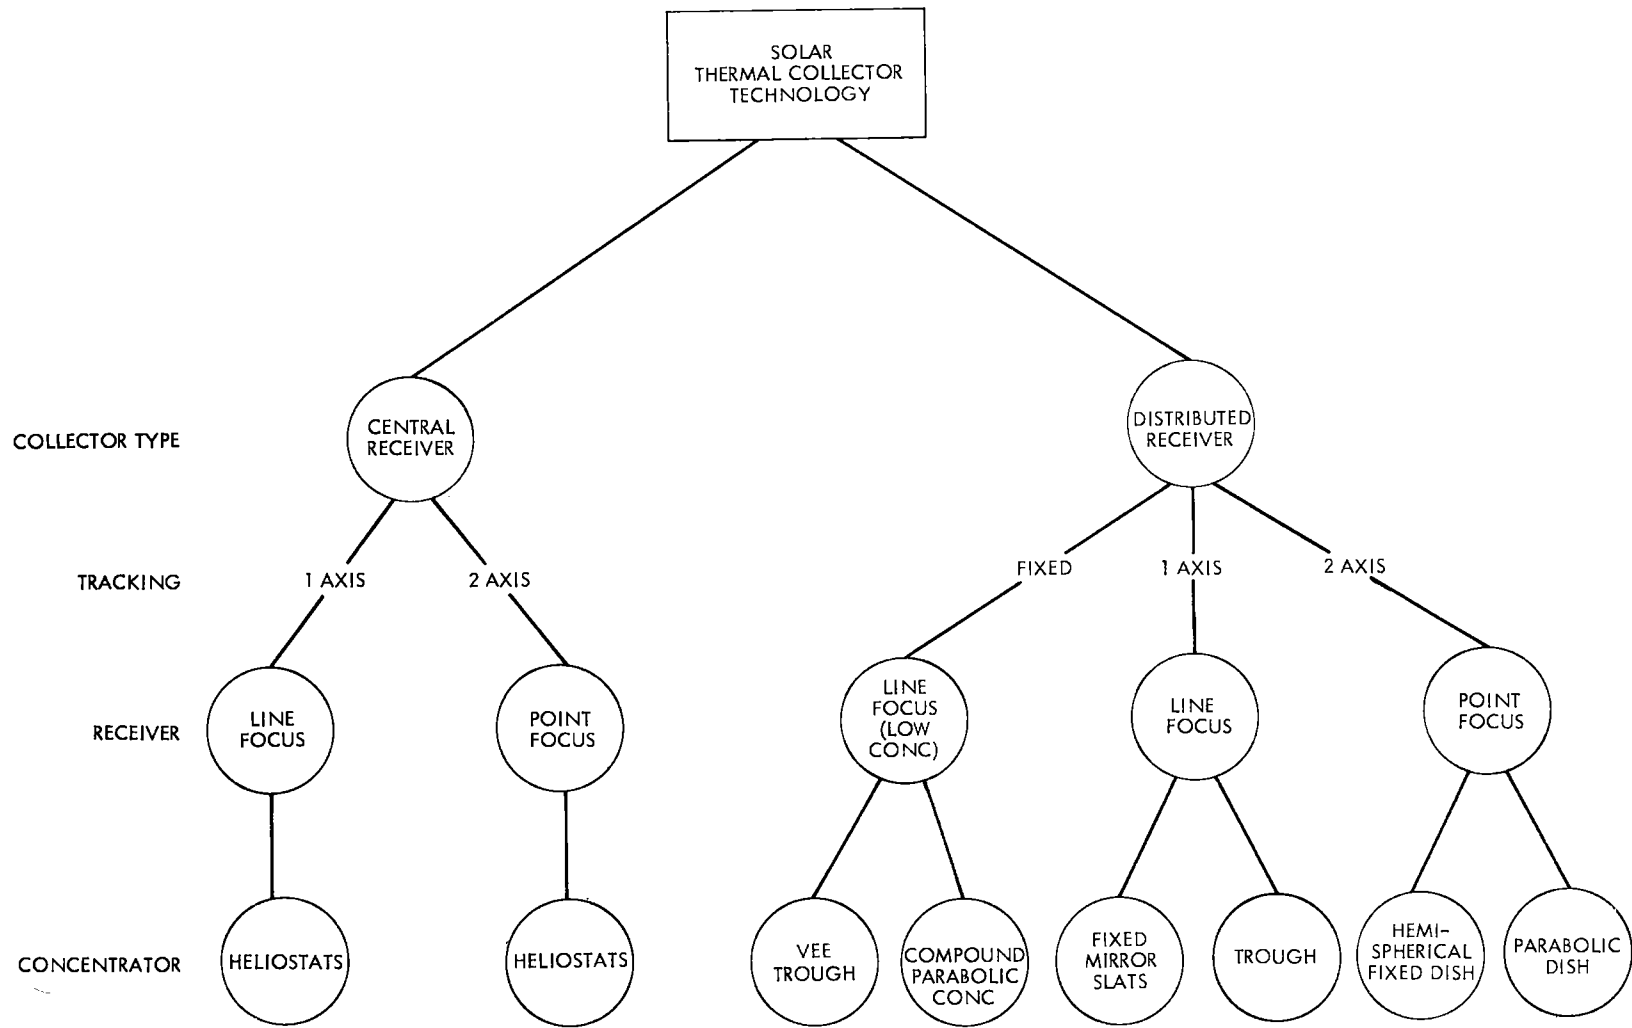 SOLAR
THERMAL COLLECTOR
TECHNOLOGY
COLLECTOR TYPE
CENTRAL
RECEIVER
DISTRIBUTED
RECEIVER
TRACKING
1 AXIS
2 AXIS
FIXED
1 AXIS
2 AXIS
RECEIVER
LINE
FOCUS
POINT
FOCUS
LINE
FOCUS
(LOW
CONC)
LINE
FOCUS
POINT
FOCUS
CONCENTRATOR
HELIOSTATS
HELIOSTATS
VEE
TROUGH
COMPOUND
PARABOLIC
CONC
FIXED
MIRROR
SLATS
TROUGH
HEMI-
SPHERICAL
FIXED DISH
PARABOLIC
DISH